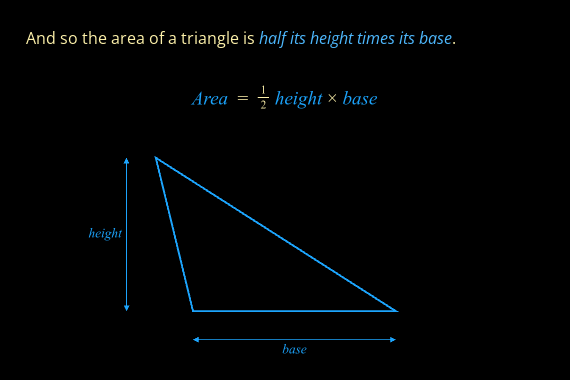 And so the area of a triangle is half its height times its base.
Area = 1/2 height × base
height
base